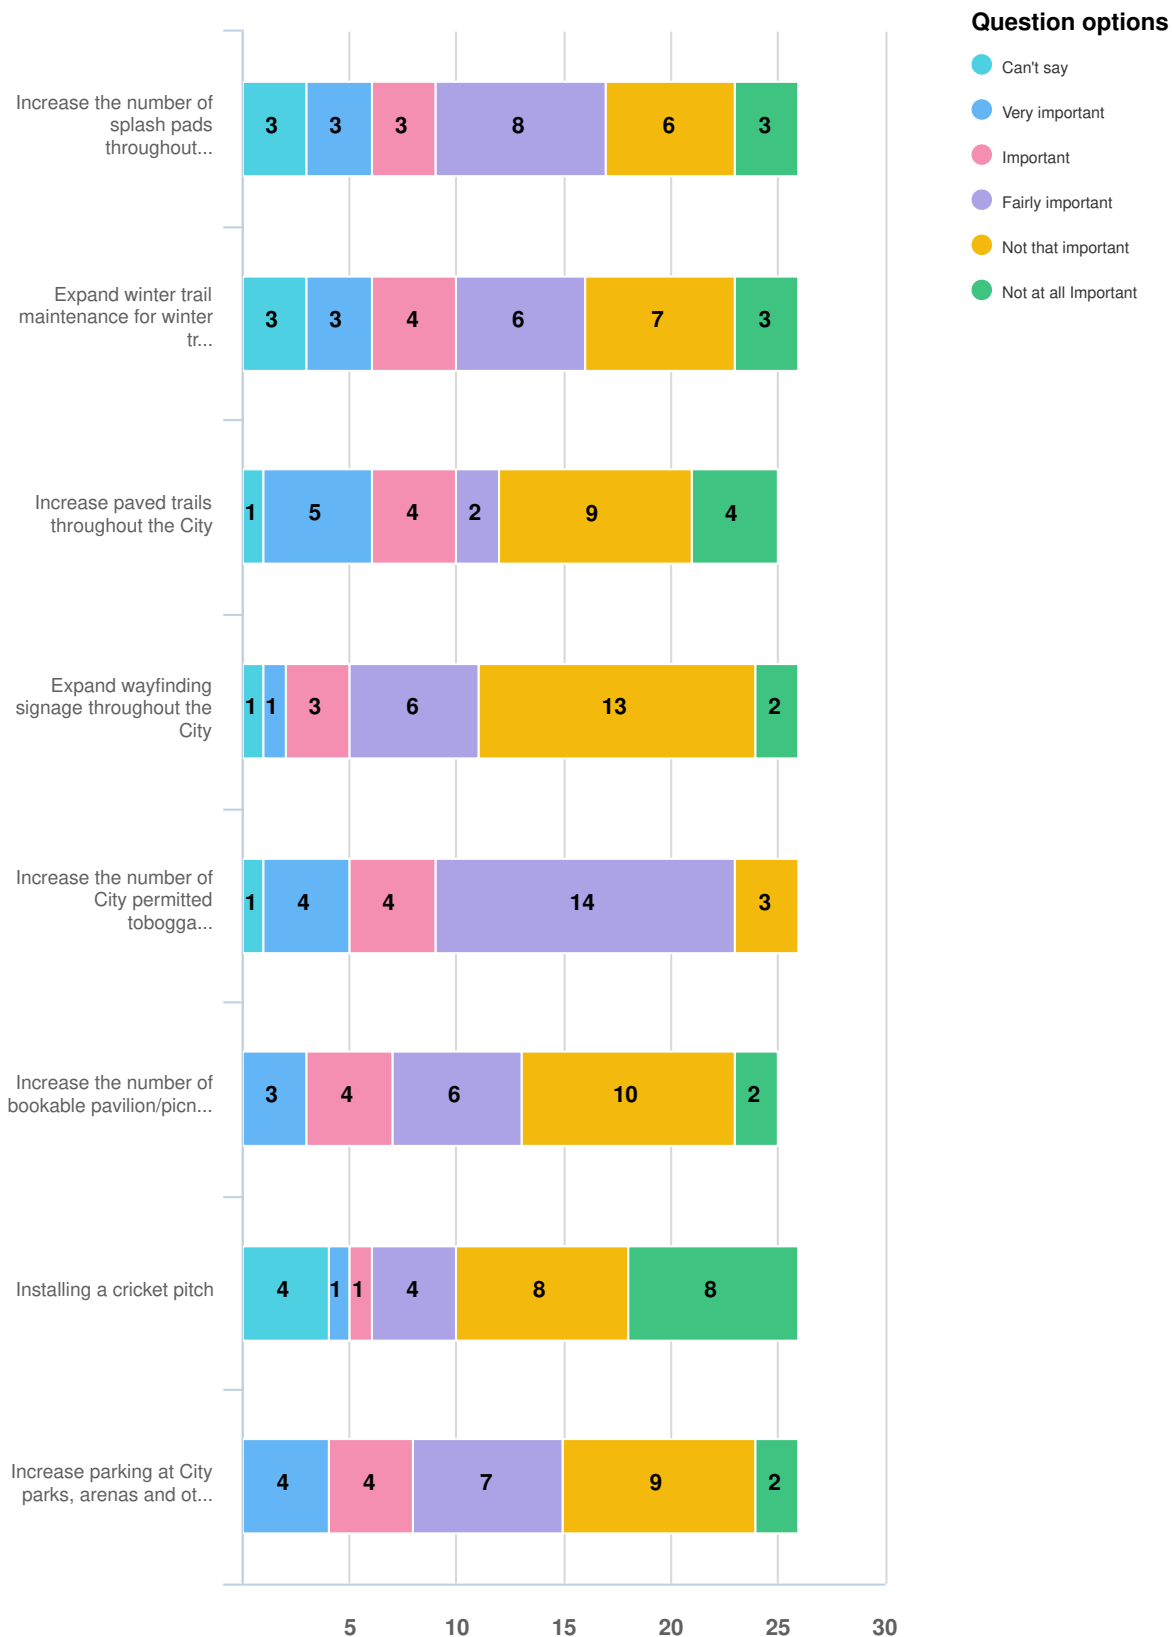 Question options
Can't say
Very important
Important
Fairly important
Not that important
Not at all Important
Increase the number of
splash pads
throughout...
3 3 3 8 6 3
Expand winter trail
maintenance for winter
tr...
3 3 4 6 7 3
Increase paved trails
throughout the City
1 5 4 2 9 4
Expand wayfinding
signage throughout the
City
1 1 3 6 13 2
Increase the number of
City permitted
tobogga...
1 4 4 14 3
Increase the number of
bookable pavilion/picn...
3 4 6 10 2
Installing a cricket pitch
4 1 1 4 8 8
Increase parking at City
parks, arenas and ot...
4 4 7 9 2
5 10 15 20 25 30